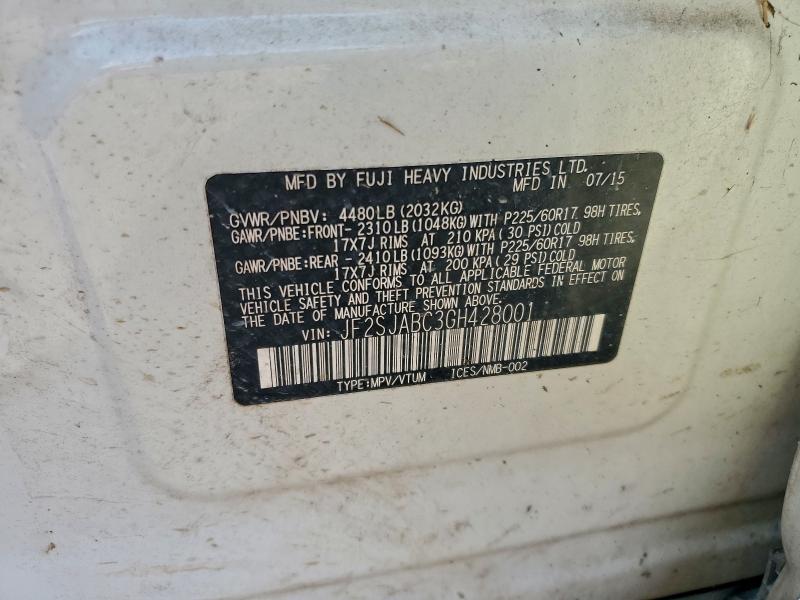 MFD BY FUJI HEAVY INDUSTRIES LTD.
MFD IN 07/15
GVWR/PNBV: 4480LB(2032KG)
GAWR/PNBE:FRONT- 2310LB(1048KG)WITH P225/60R17 98H TIRES,
17X7J RIMS AT 210 KPA( 30 PSI)COLD
GAWR/PNBE:REAR - 2410LB(1093KG)WITH P225/60R17 98H TIRES,
17X7J RIMS AT 200 KPA( 29 PSI)COLD
THIS VEHICLE CONFORMS TO ALL APPLICABLE FEDERAL MOTOR
VEHICLE SAFETY AND THEFT PREVENTION STANDARDS IN EFFECT ON
THE DATE OF MANUFACTURE SHOWN ABOVE.
VIN: JF2SJABC3GH428001
TYPE:MPV/VTUM ICES/NMB-002